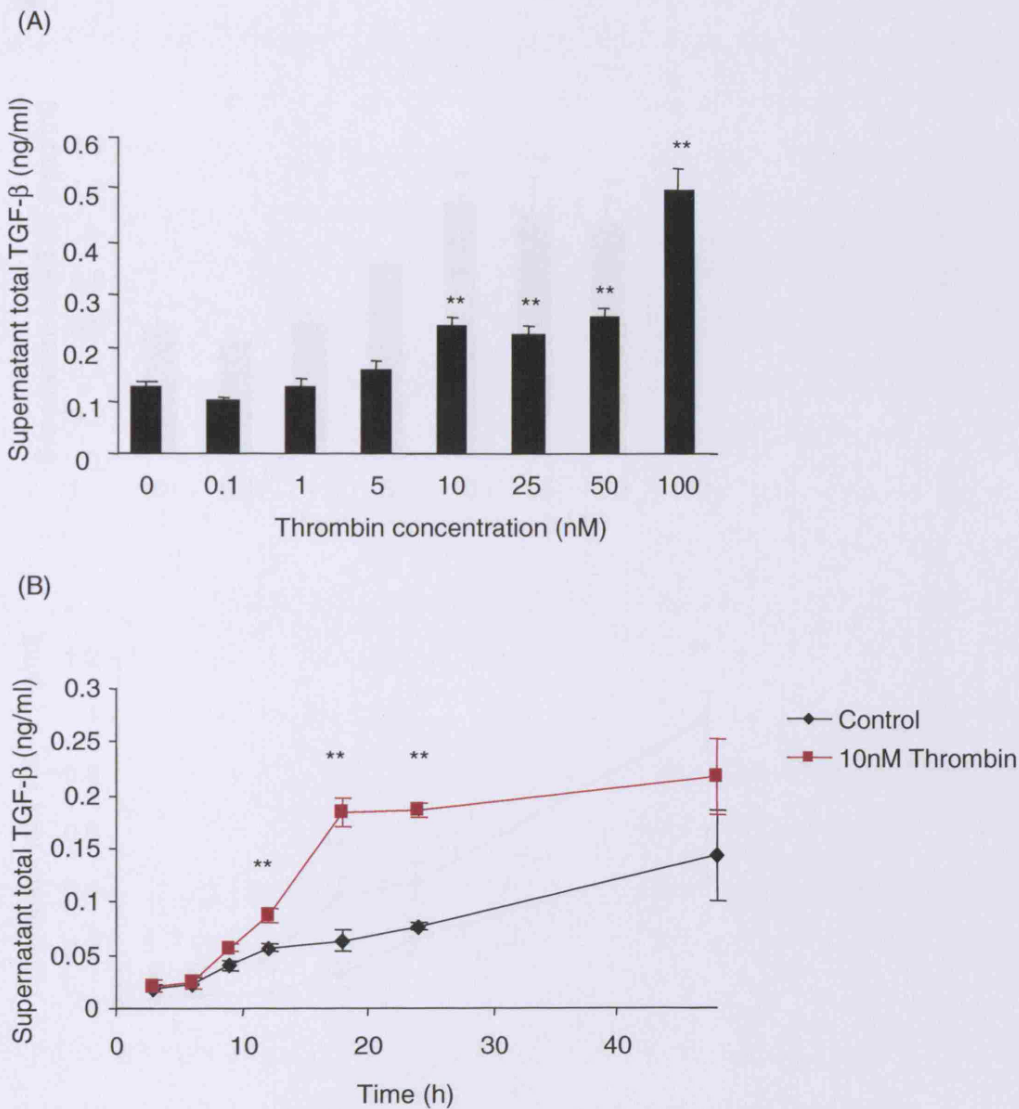 (A)
Supernatant total TGF-β (ng/ml)
0.6
0.5
0.4
0.3
0.2
0.1
0
**
**
**
**
0 0.1 1 5 10 25 50 100
Thrombin concentration (nM)
(B)
Supernatant total TGF-β (ng/ml)
0.3
0.25
0.2
0.15
0.1
0.05
0
**
**
**
0 10 20 30 40
Time (h)
Control
10nM Thrombin